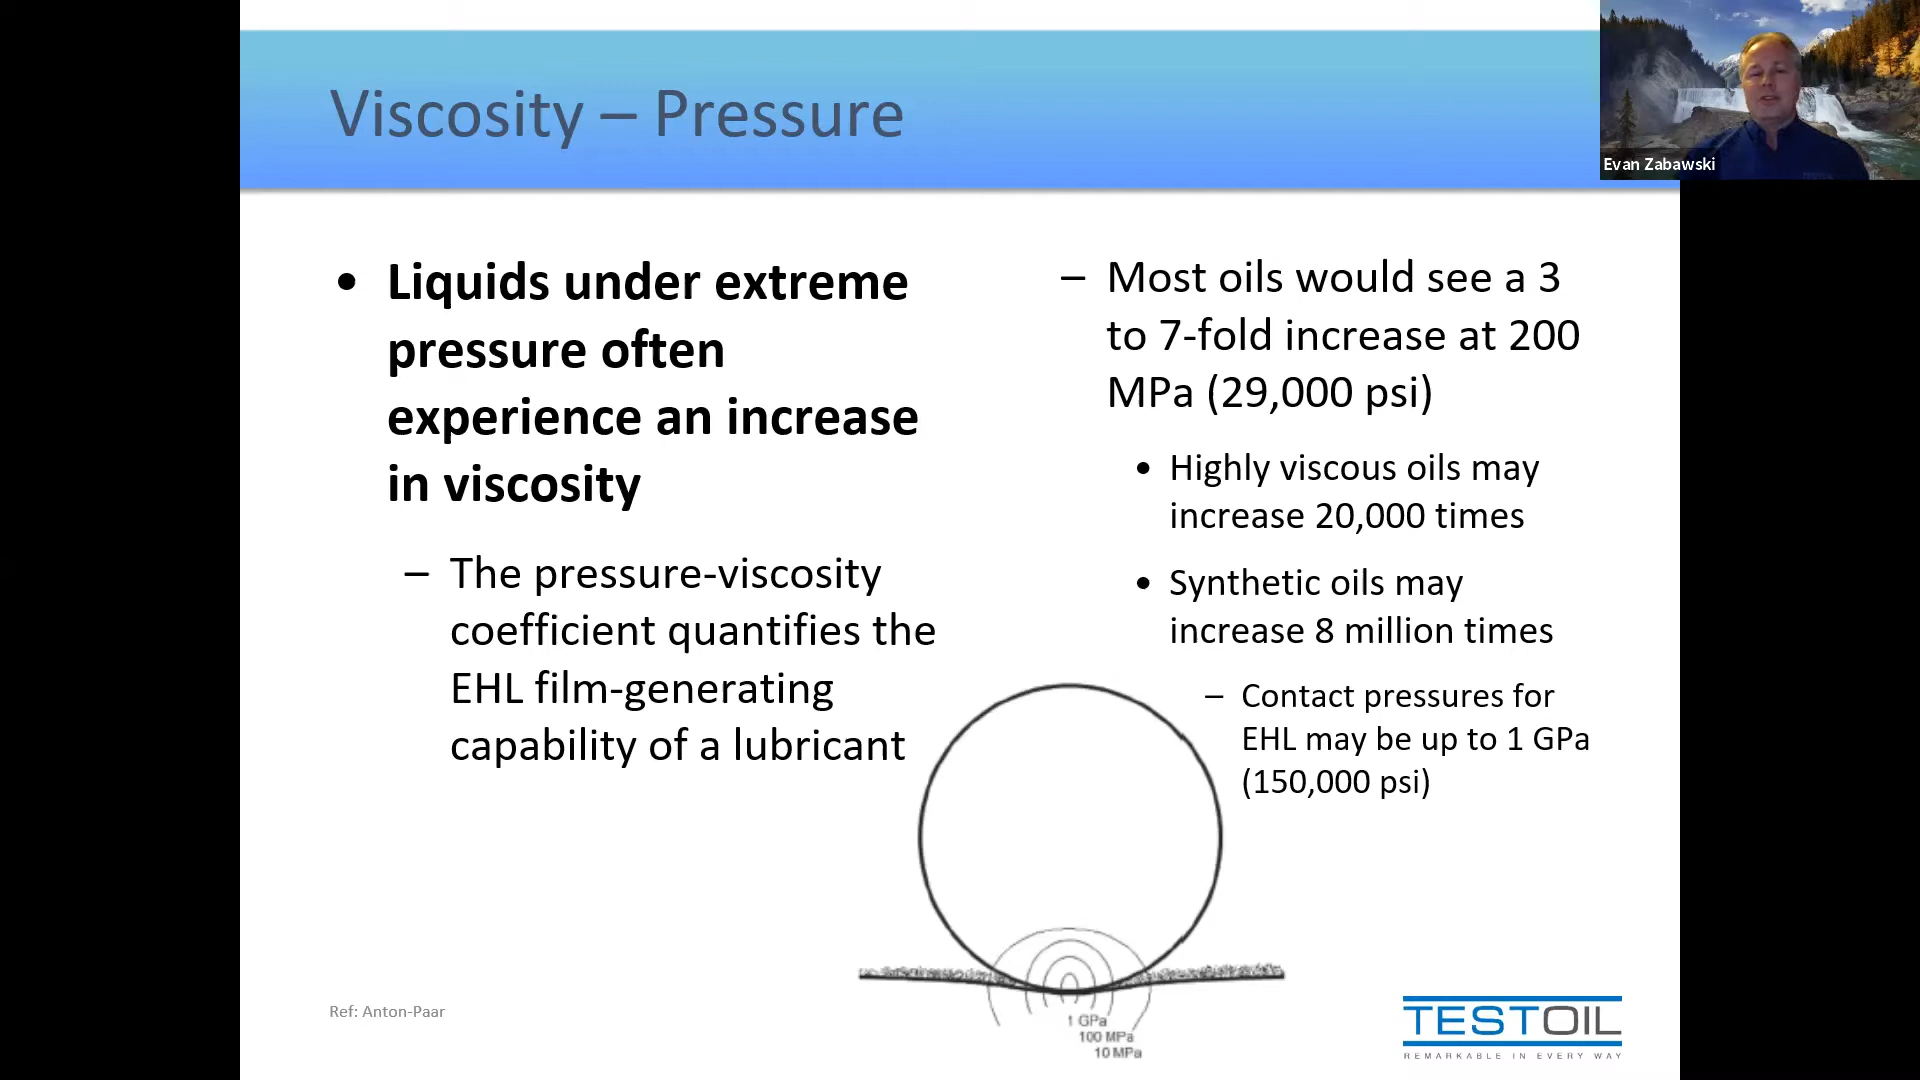 Viscosity – Pressure
Evan Zabawski
• Liquids under extreme
pressure often
experience an increase
in viscosity
– The pressure-viscosity
coefficient quantifies the
EHL film-generating
capability of a lubricant
– Most oils would see a 3
to 7-fold increase at 200
MPa (29,000 psi)
• Highly viscous oils may
increase 20,000 times
• Synthetic oils may
increase 8 million times
– Contact pressures for
EHL may be up to 1 GPa
(150,000 psi)
1 GPa
100 MPa
10 MPa
Ref: Anton-Paar
TESTOIL
REMARKABLE IN EVERY WAY